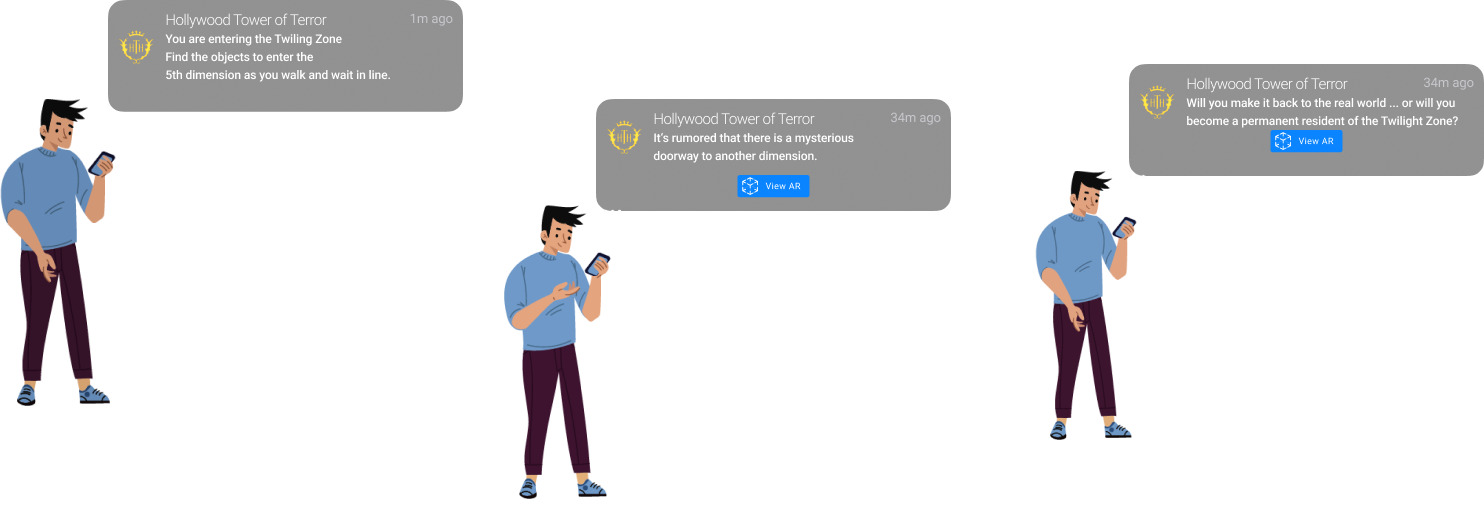 Hollywood Tower of Terror 1m ago
HTH
You are entering the Twiling Zone
Find the objects to enter the
5th dimension as you walk and wait in line.
Hollywood Tower of Terror 34m ago
HTH
It's rumored that there is a mysterious
doorway to another dimension.
View AR
Hollywood Tower of Terror 34m ago
HTH
Will you make it back to the real world ... or will you
become a permanent resident of the Twilight Zone?
View AR